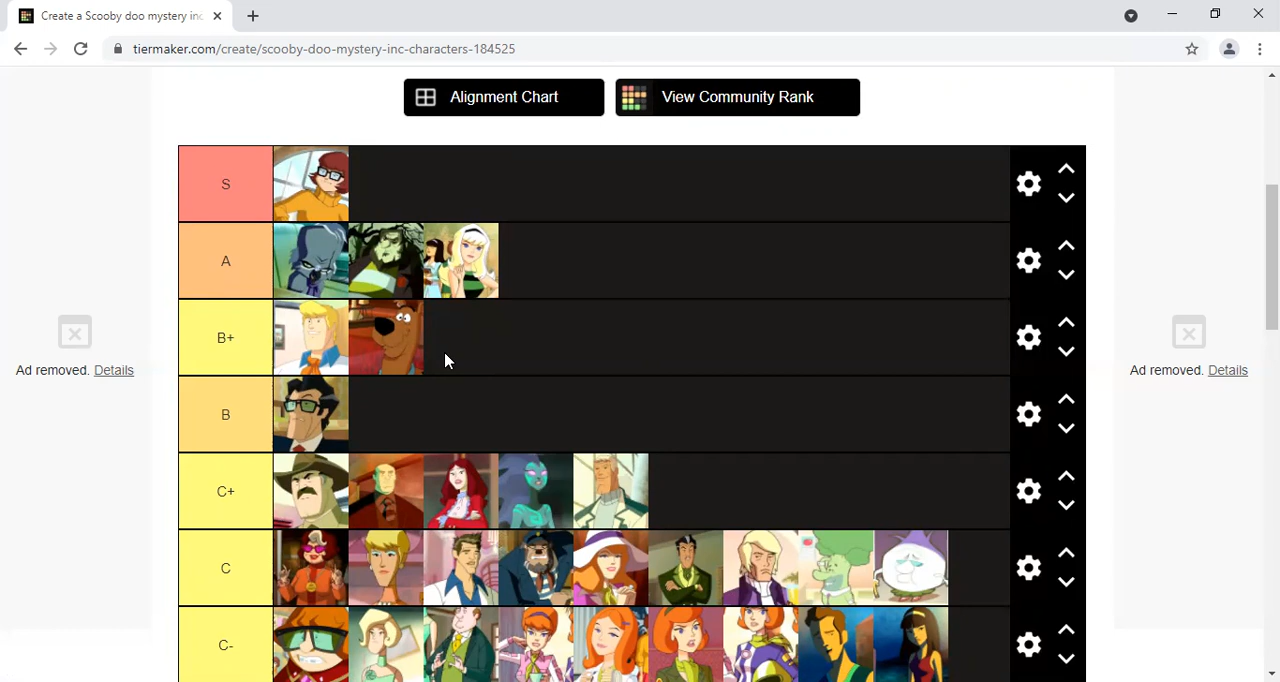 Create a Scooby doo mystery inc
tiermaker.com/create/scooby-doo-mystery-inc-characters-184525
Alignment Chart
View Community Rank
S
A
B+
Ad removed. Details
Ad removed. Details
B
C+
C
C-